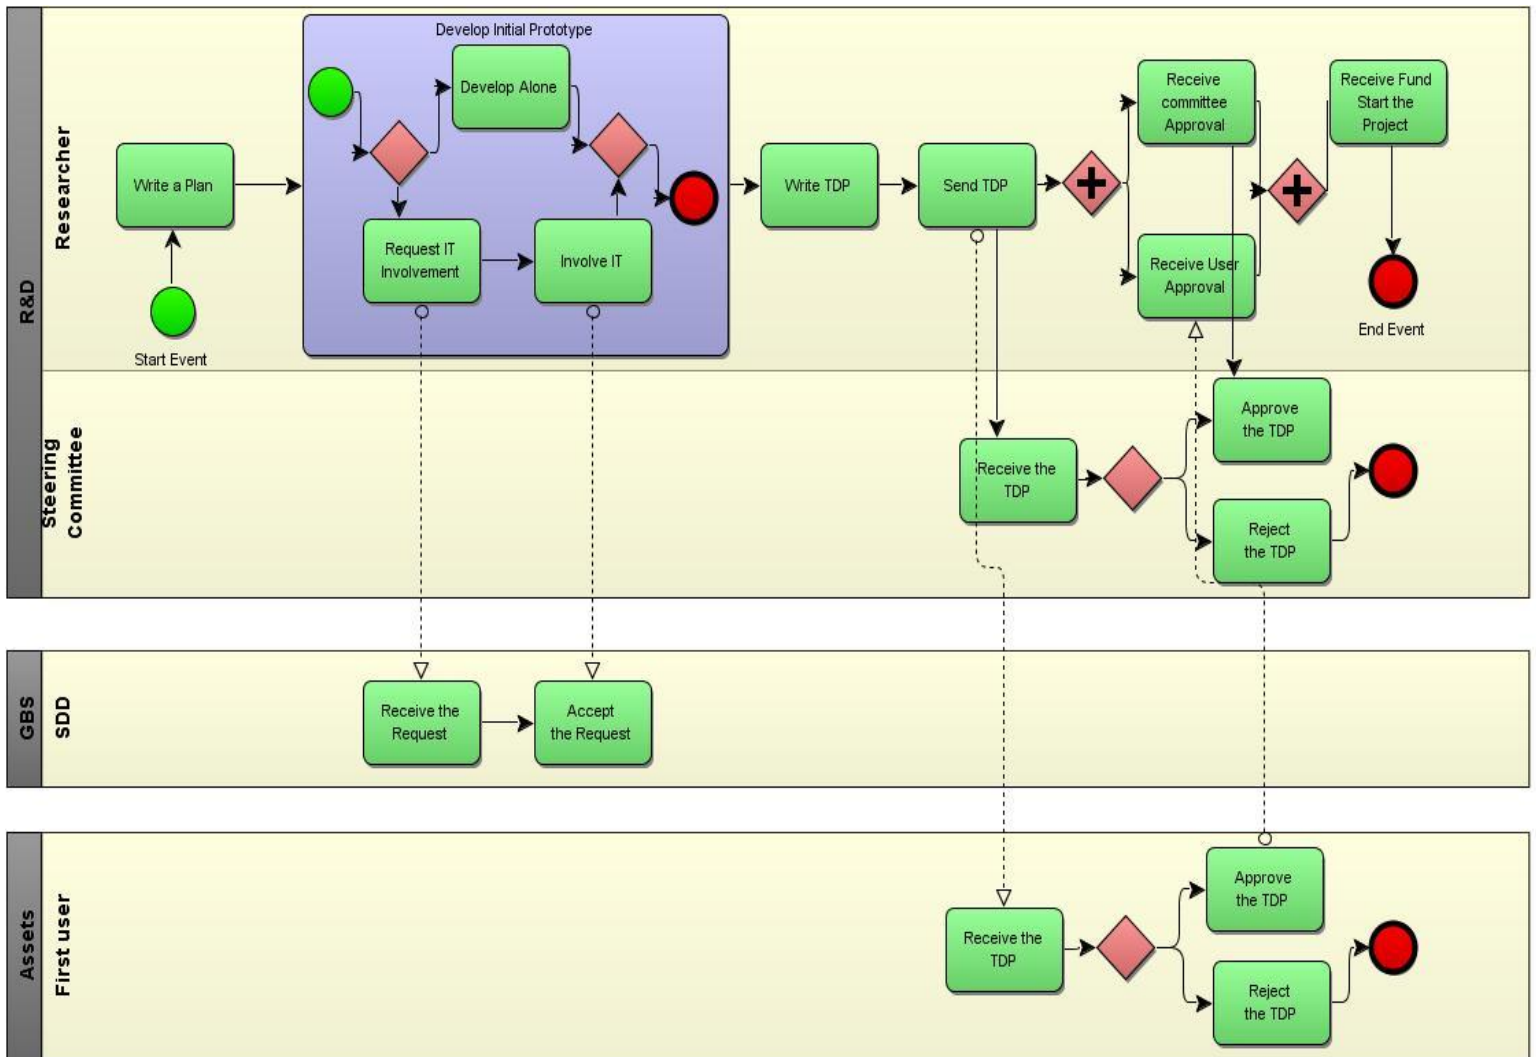 R&D
Researcher
Start Event
Write a Plan
Develop Initial Prototype
Develop Alone
Request IT
Involvement
Involve IT
Write TDP
Send TDP
Receive
committee
Approval
Receive User
Approval
Receive Fund
Start the
Project
End Event
Steering
Committee
Receive the
TDP
Approve
the TDP
Reject
the TDP
GBS
SDD
Receive the
Request
Accept
the Request
Assets
First user
Receive the
TDP
Approve
the TDP
Reject
the TDP